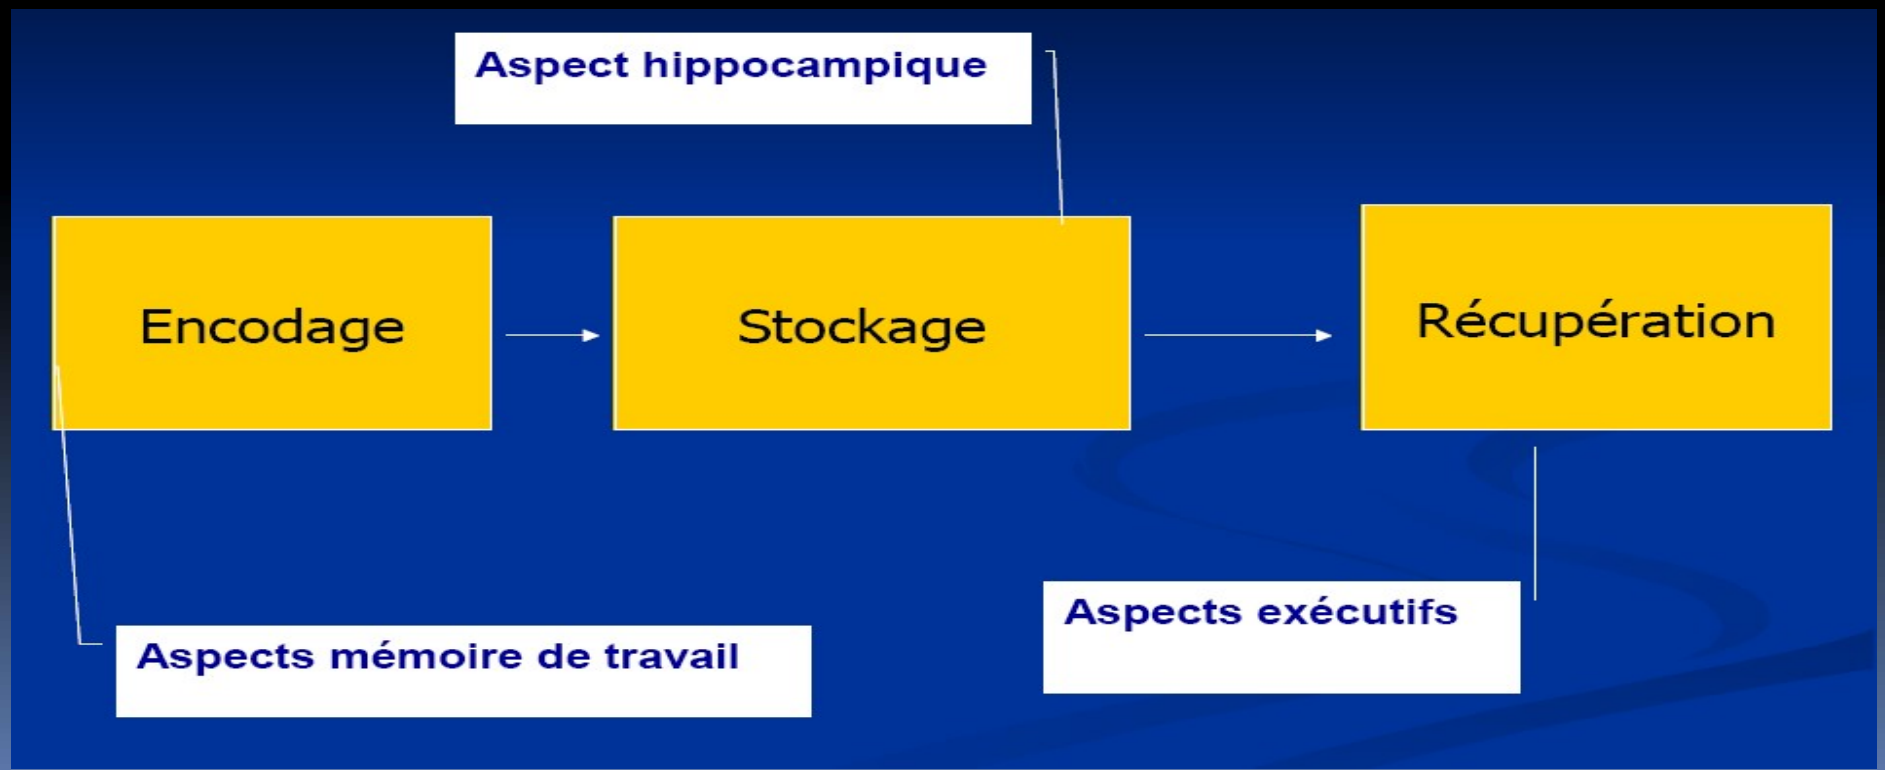 Aspect hippocampique
Encodage
Stockage
Récupération
Aspects exécutifs
Aspects mémoire de travail